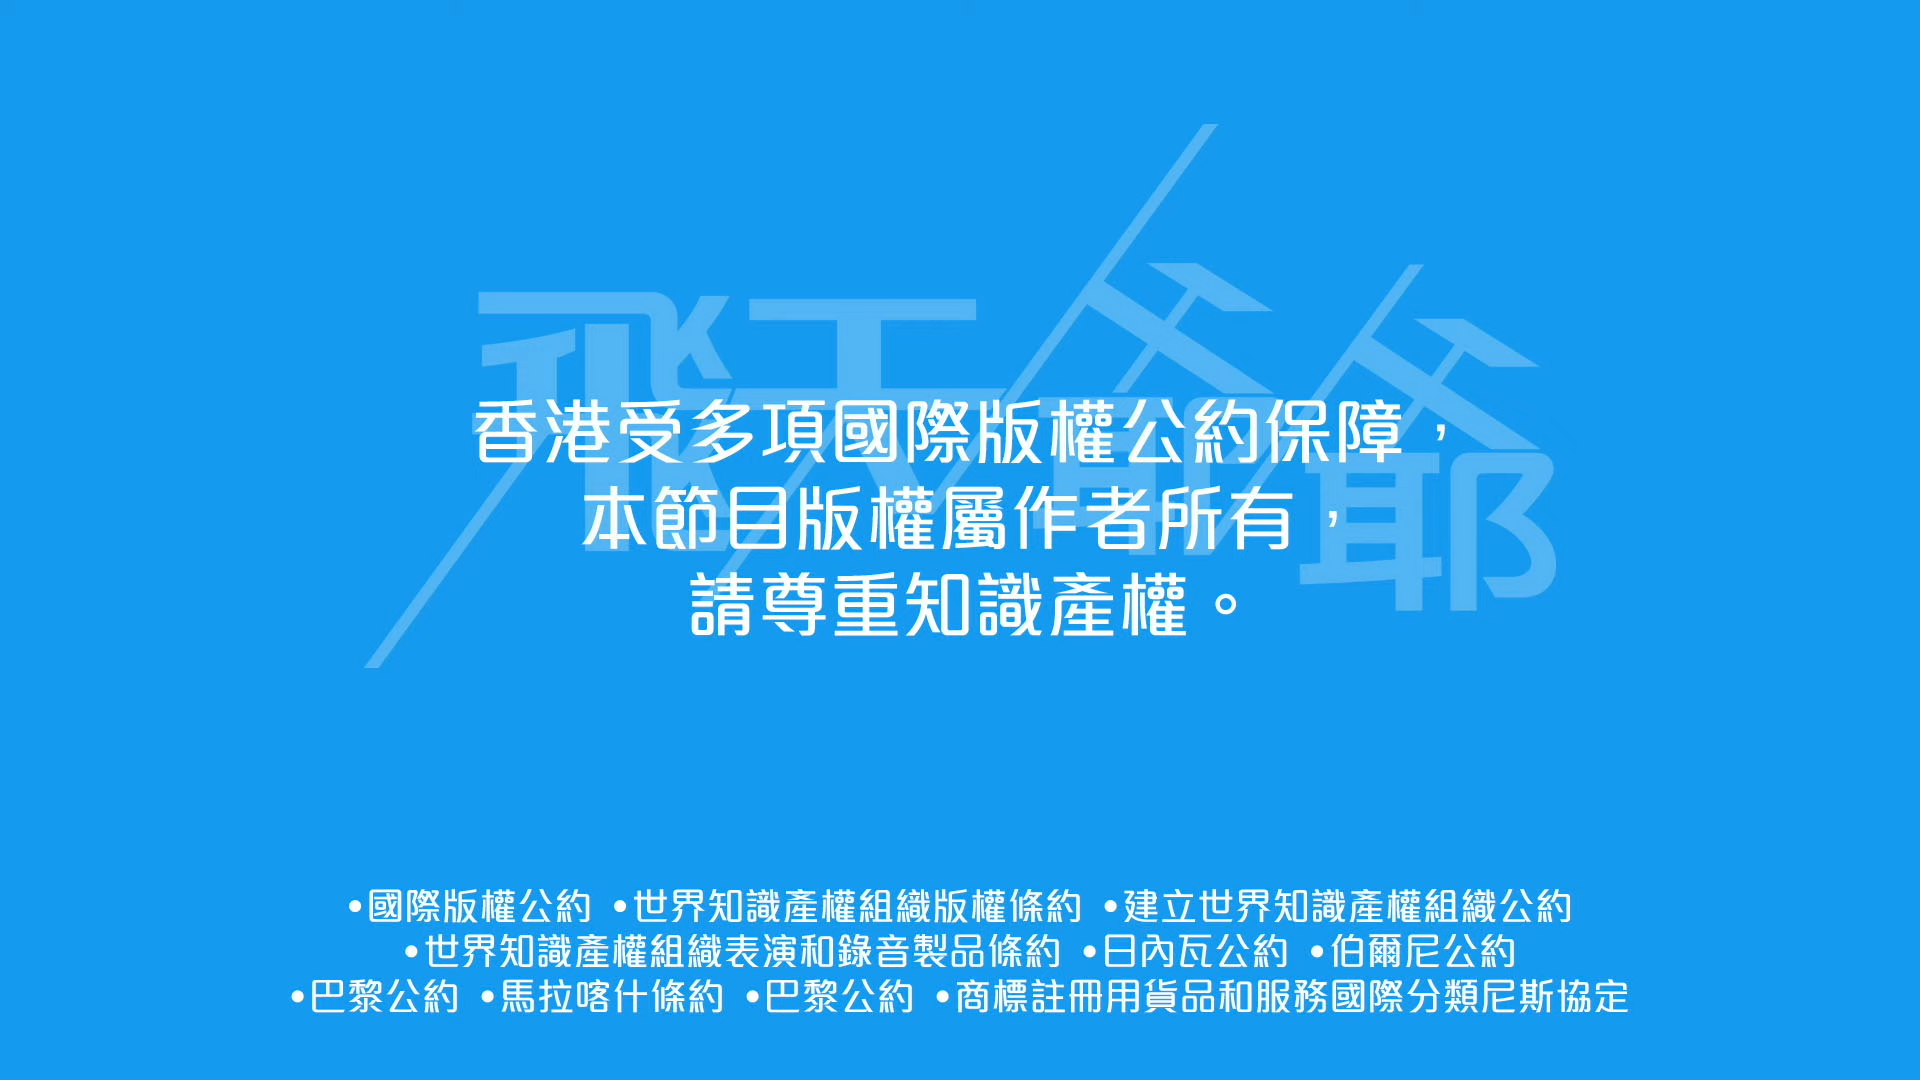 飛天耶耶
香港受多項國際版權公約保障，
本節目版權屬作者所有，
請尊重知識產權。
•國際版權公約 •世界知識產權組織版權條約 •建立世界知識產權組織公約
•世界知識產權組織表演和錄音製品條約 •日內瓦公約 •伯爾尼公約
•巴黎公約 •馬拉喀什條約 •巴黎公約 •商標註冊用貨品和服務國際分類尼斯協定